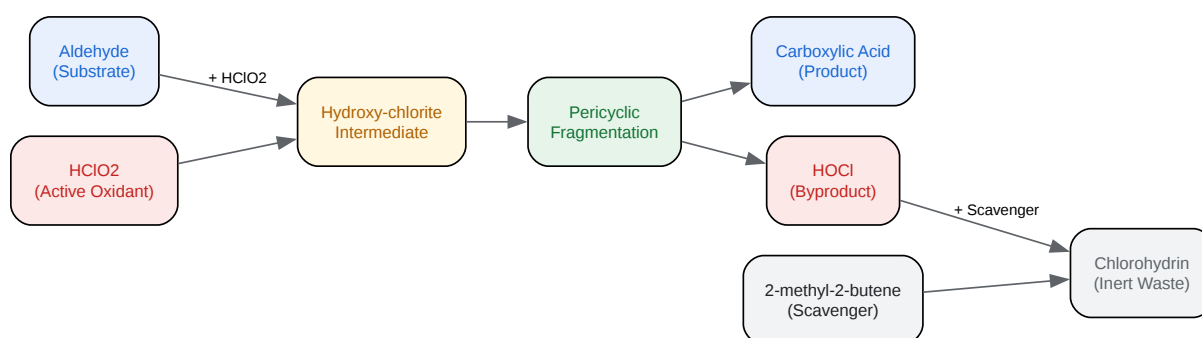 Aldehyde
(Substrate)
+ HClO2
HClO2
(Active Oxidant)
Hydroxy-chlorite
Intermediate
Pericyclic
Fragmentation
Carboxylic Acid
(Product)
HOCl
(Byproduct)
+ Scavenger
2-methyl-2-butene
(Scavenger)
Chlorohydrin
(Inert Waste)